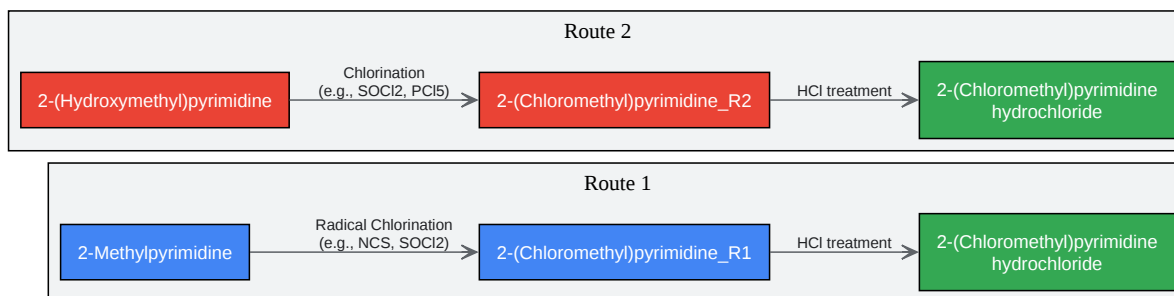 Route 2
2-(Hydroxymethyl)pyrimidine
Chlorination
(e.g., SOCl2, PCl5)
2-(Chloromethyl)pyrimidine_R2
HCl treatment
2-(Chloromethyl)pyrimidine
hydrochloride
Route 1
2-Methylpyrimidine
Radical Chlorination
(e.g., NCS, SOCl2)
2-(Chloromethyl)pyrimidine_R1
HCl treatment
2-(Chloromethyl)pyrimidine
hydrochloride